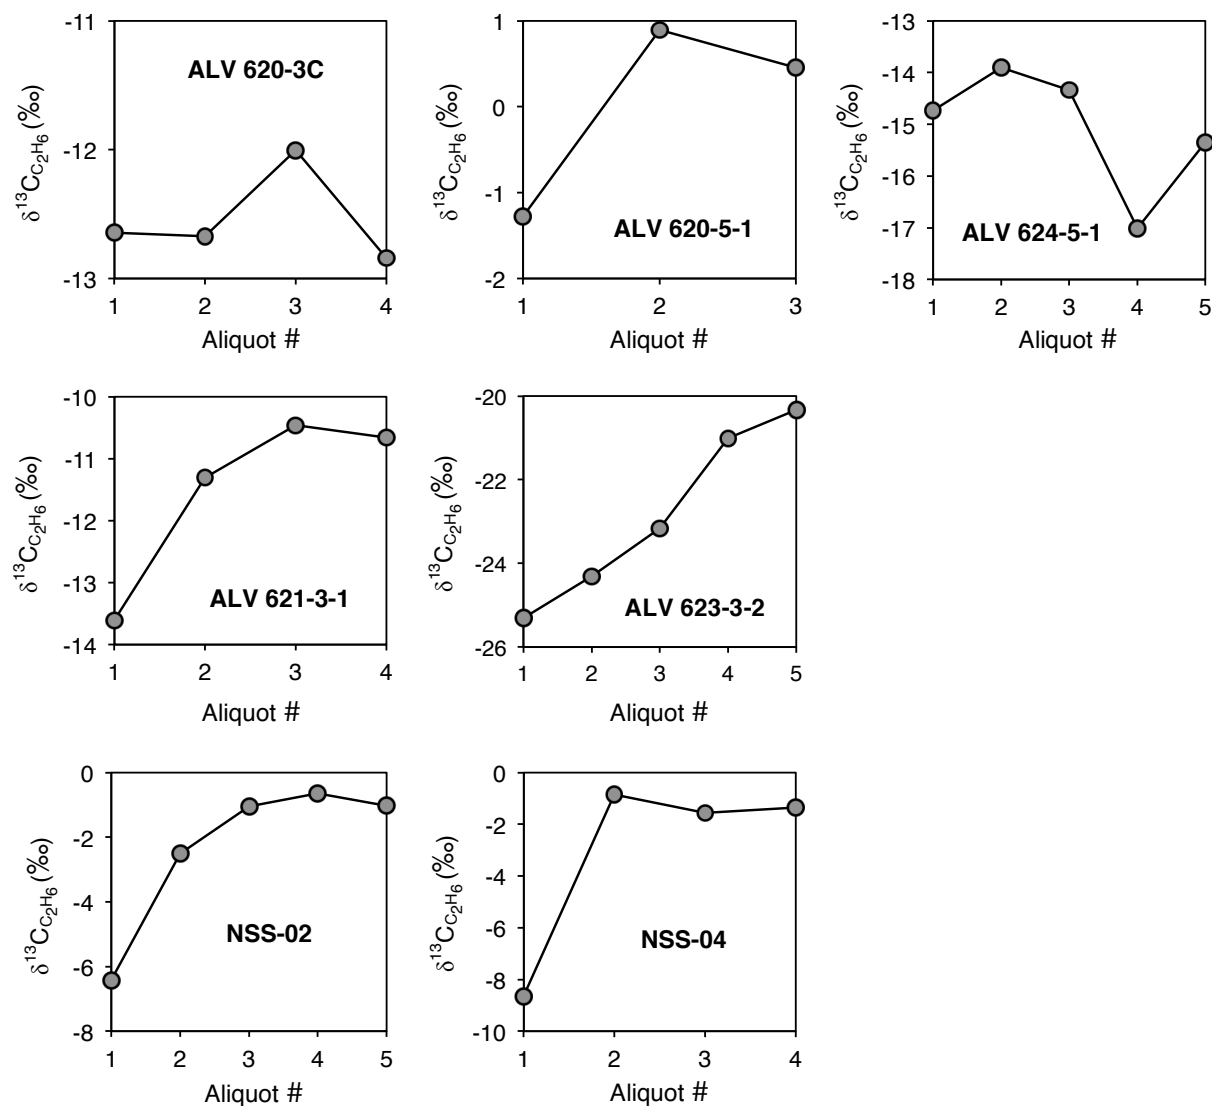 -11
-12
-13
δ13CC2H6 (‰)
ALV 620-3C
1 2 3 4
Aliquot #
1
0
-1
-2
δ13CC2H6 (‰)
ALV 620-5-1
1 2 3
Aliquot #
-13
-14
-15
-16
-17
-18
δ13CC2H6 (‰)
ALV 624-5-1
1 2 3 4 5
Aliquot #
-10
-11
-12
-13
-14
δ13CC2H6 (‰)
ALV 621-3-1
1 2 3 4
Aliquot #
-20
-22
-24
-26
δ13CC2H6 (‰)
ALV 623-3-2
1 2 3 4 5
Aliquot #
0
-2
-4
-6
-8
δ13CC2H6 (‰)
NSS-02
1 2 3 4 5
Aliquot #
0
-2
-4
-6
-8
-10
δ13CC2H6 (‰)
NSS-04
1 2 3 4
Aliquot #